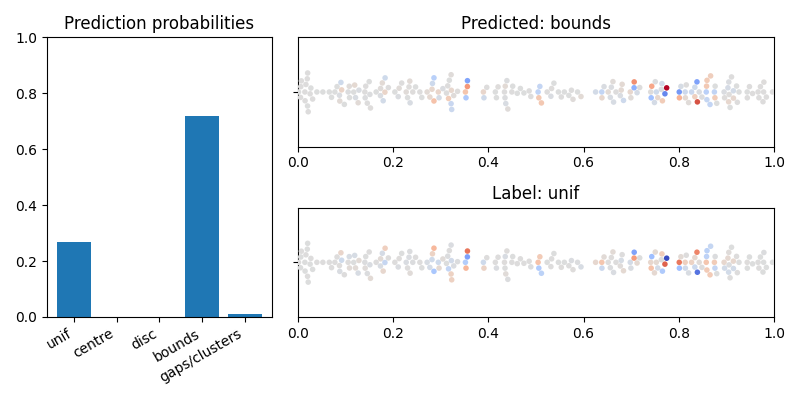 Prediction probabilities
1.0
0.8
0.6
0.4
0.2
0.0
unif
centre
disc
bounds
gaps/clusters
Predicted: bounds
0.0 0.2 0.4 0.6 0.8 1.0
Label: unif
0.0 0.2 0.4 0.6 0.8 1.0